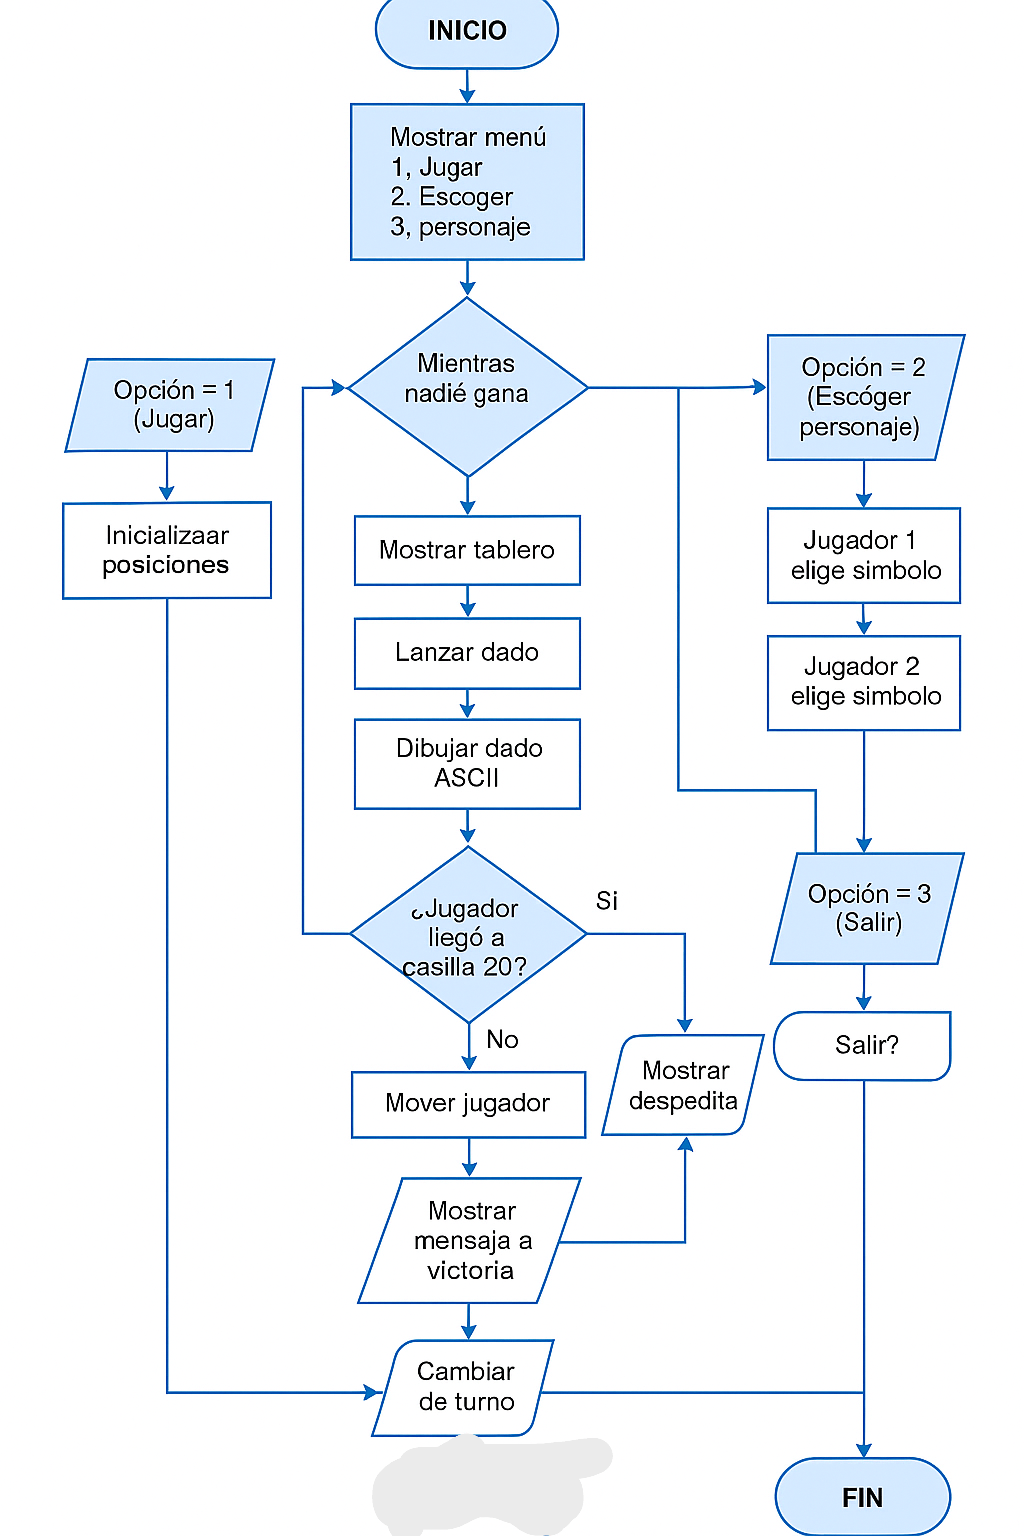 INICIO
Mostrar menú
1, Jugar
2. Escoger
3, personaje
Mientras
nadié gana
Opción = 1
(Jugar)
Inicializaar
posiciones
Opción = 2
(Escóger
personaje)
Jugador 1
elige simbolo
Jugador 2
elige simbolo
Mostrar tablero
Lanzar dado
Dibujar dado
ASCII
¿Jugador
liegó a
casilla 20?
Si
No
Opción = 3
(Salir)
Salir?
Mover jugador
Mostrar
despedita
Mostrar
mensaja a
victoria
Cambiar
de turno
FIN